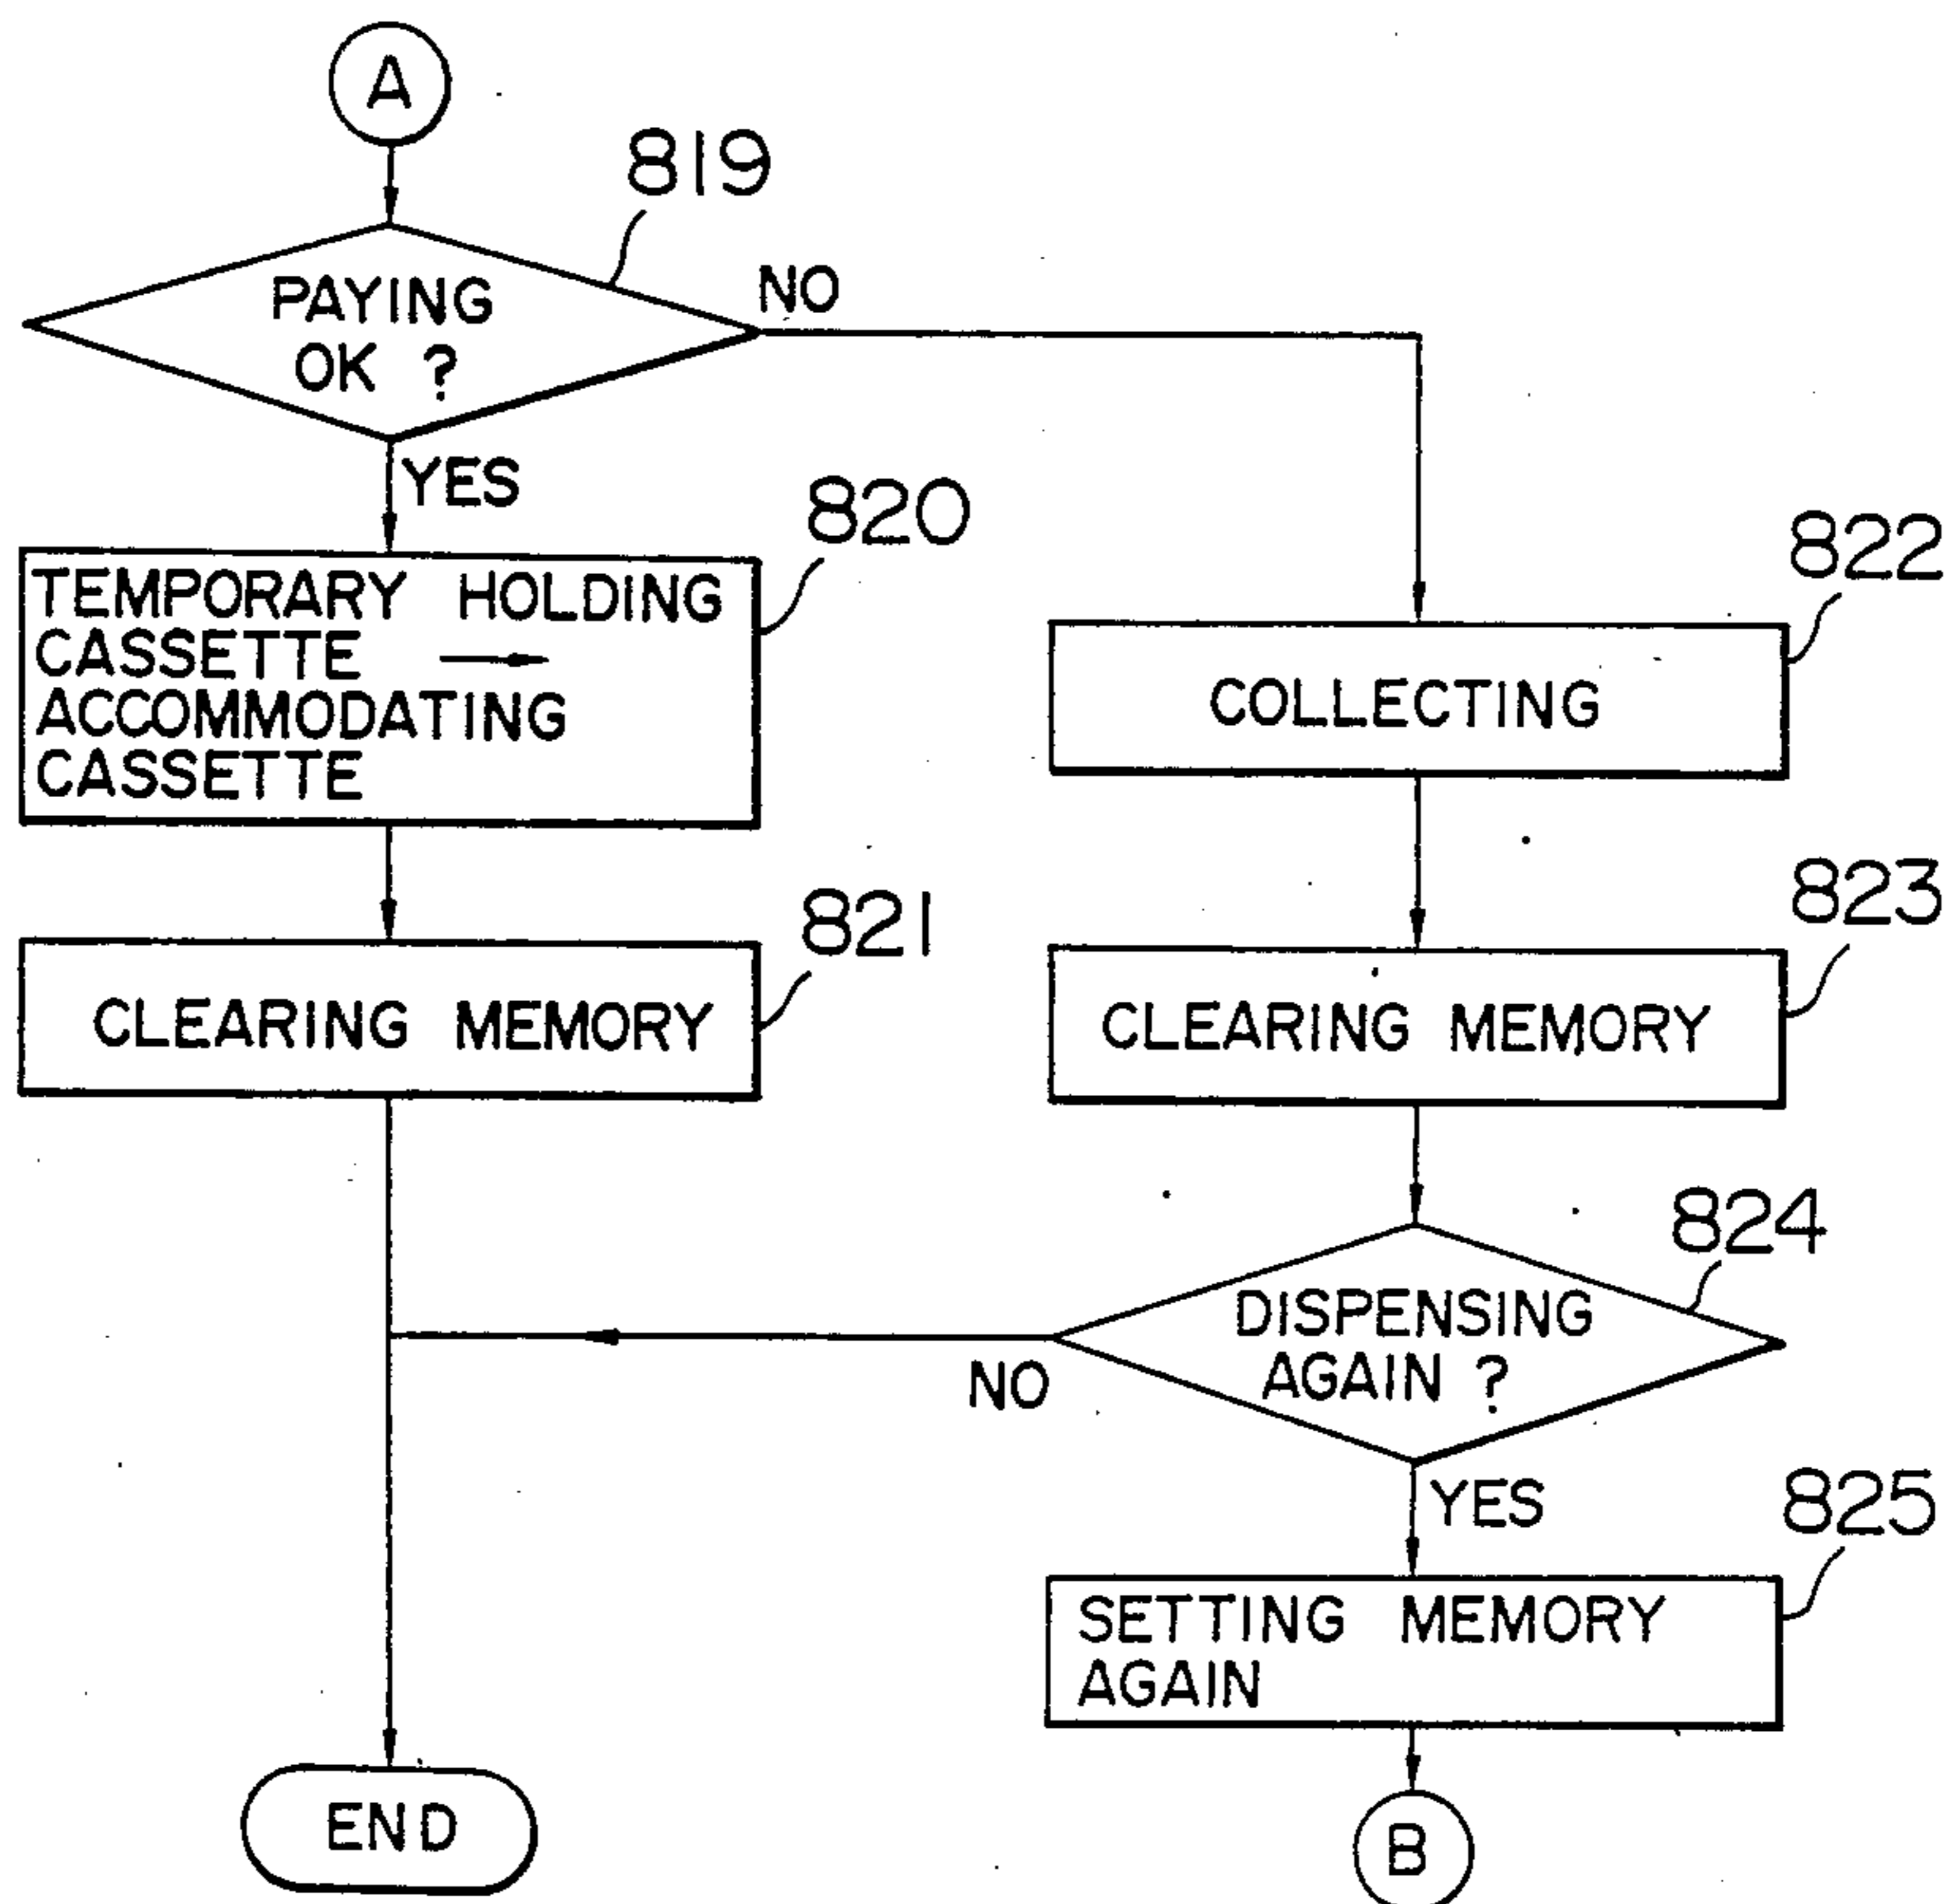 A
819
PAYING
OK ?
NO
YES
820
TEMPORARY HOLDING
CASSETTE →
ACCOMMODATING
CASSETTE
822
COLLECTING
821
CLEARING MEMORY
823
CLEARING MEMORY
824
DISPENSING
AGAIN ?
NO
YES
825
SETTING MEMORY
AGAIN
END
B